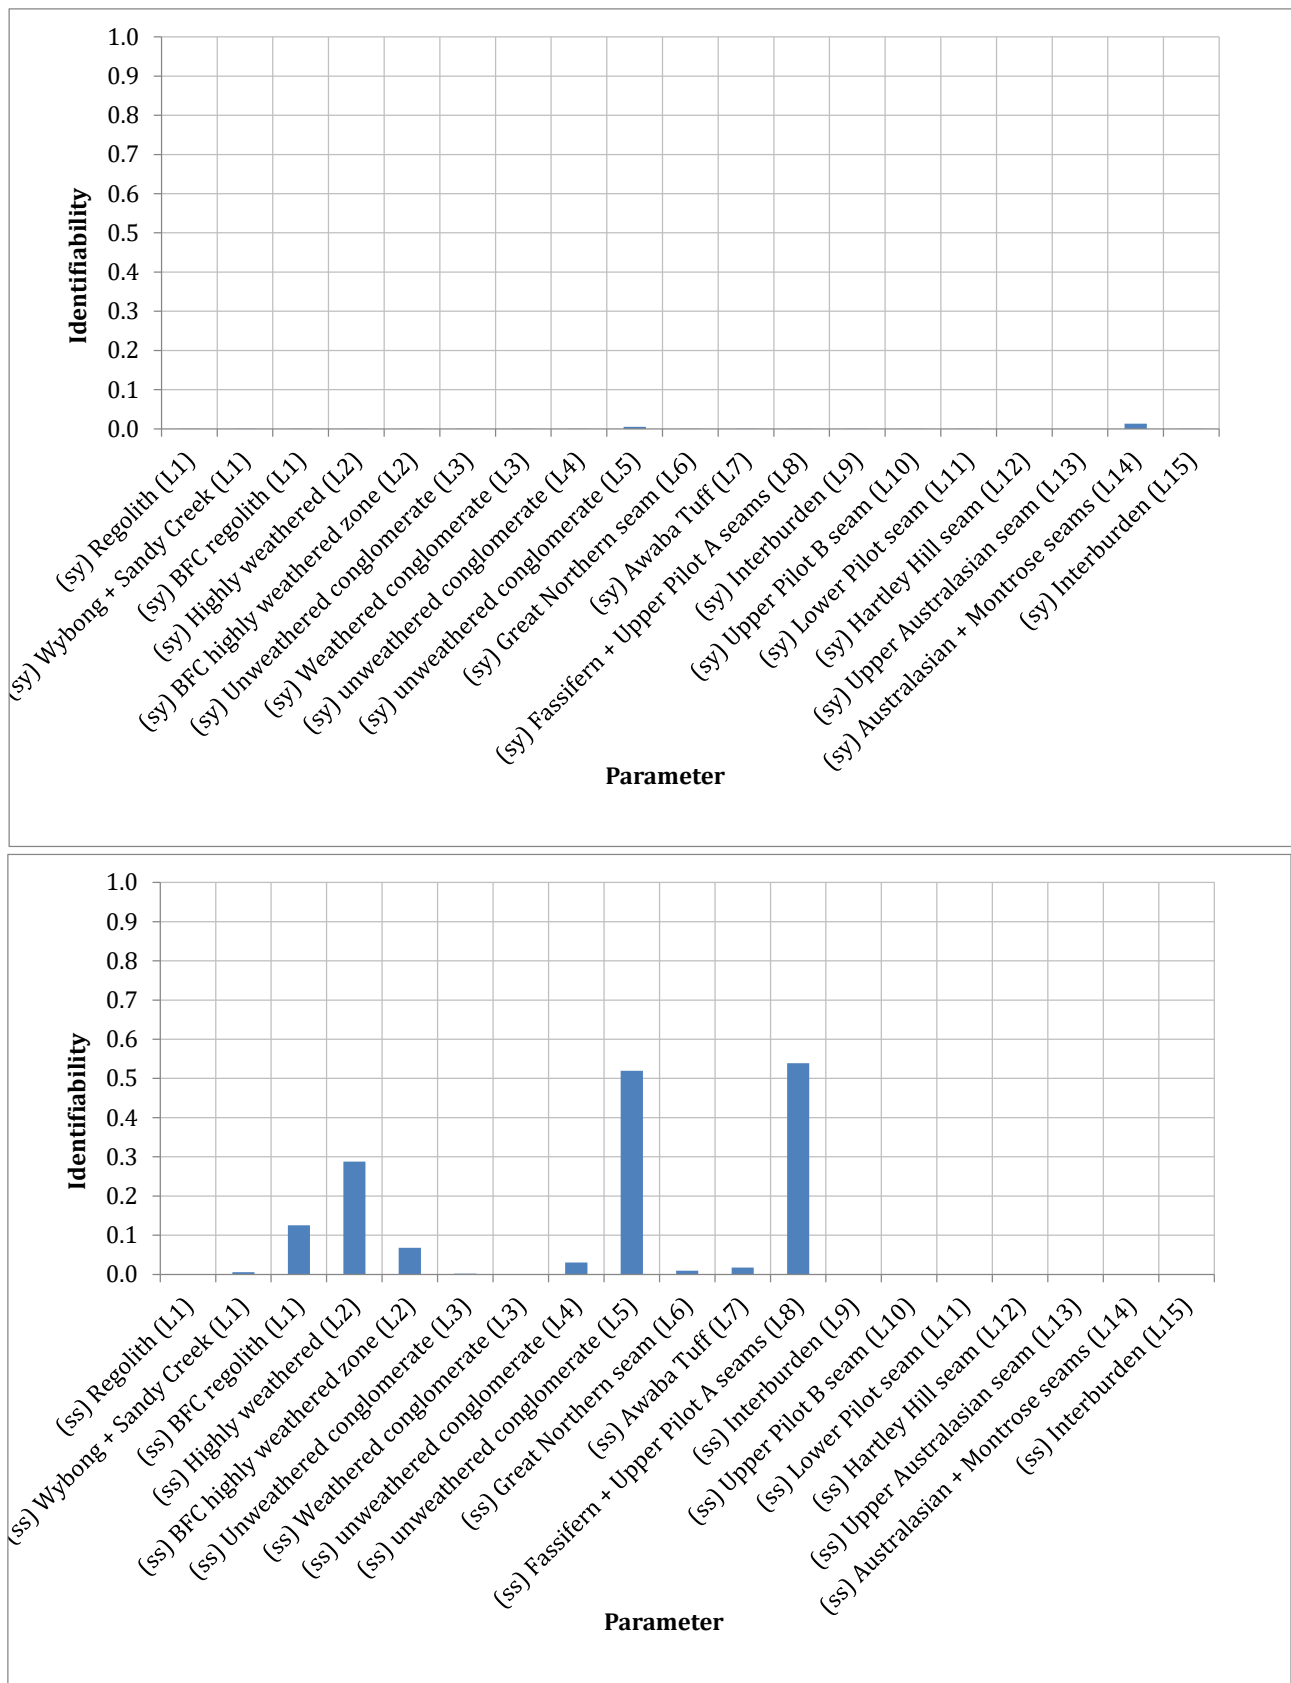 1.0
0.9
0.8
0.7
0.6
0.5
0.4
0.3
0.2
0.1
0.0
Identifiability
(sy) Regolith (L1)
(sy) Wybong + Sandy Creek (L1)
(sy) BFC regolith (L1)
(sy) Highly weathered (L2)
(sy) BFC highly weathered zone (L2)
(sy) Unweathered conglomerate (L3)
(sy) Weathered conglomerate (L3)
(sy) unweathered conglomerate (L4)
(sy) unweathered conglomerate (L5)
(sy) Great Northern seam (L6)
(sy) Awaba Tuff (L7)
(sy) Fassifern + Upper Pilot A seams (L8)
(sy) Interburden (L9)
(sy) Upper Pilot B seam (L10)
(sy) Lower Pilot seam (L11)
(sy) Hartley Hill seam (L12)
(sy) Upper Australasian seam (L13)
(sy) Australasian + Montrose seams (L14)
(sy) Interburden (L15)
Parameter
1.0
0.9
0.8
0.7
0.6
0.5
0.4
0.3
0.2
0.1
0.0
Identifiability
(ss) Regolith (L1)
(ss) Wybong + Sandy Creek (L1)
(ss) BFC regolith (L1)
(ss) Highly weathered (L2)
(ss) BFC highly weathered zone (L2)
(ss) Unweathered conglomerate (L3)
(ss) Weathered conglomerate (L3)
(ss) unweathered conglomerate (L4)
(ss) unweathered conglomerate (L5)
(ss) Great Northern seam (L6)
(ss) Awaba Tuff (L7)
(ss) Fassifern + Upper Pilot A seams (L8)
(ss) Interburden (L9)
(ss) Upper Pilot B seam (L10)
(ss) Lower Pilot seam (L11)
(ss) Hartley Hill seam (L12)
(ss) Upper Australasian seam (L13)
(ss) Australasian + Montrose seams (L14)
(ss) Interburden (L15)
Parameter